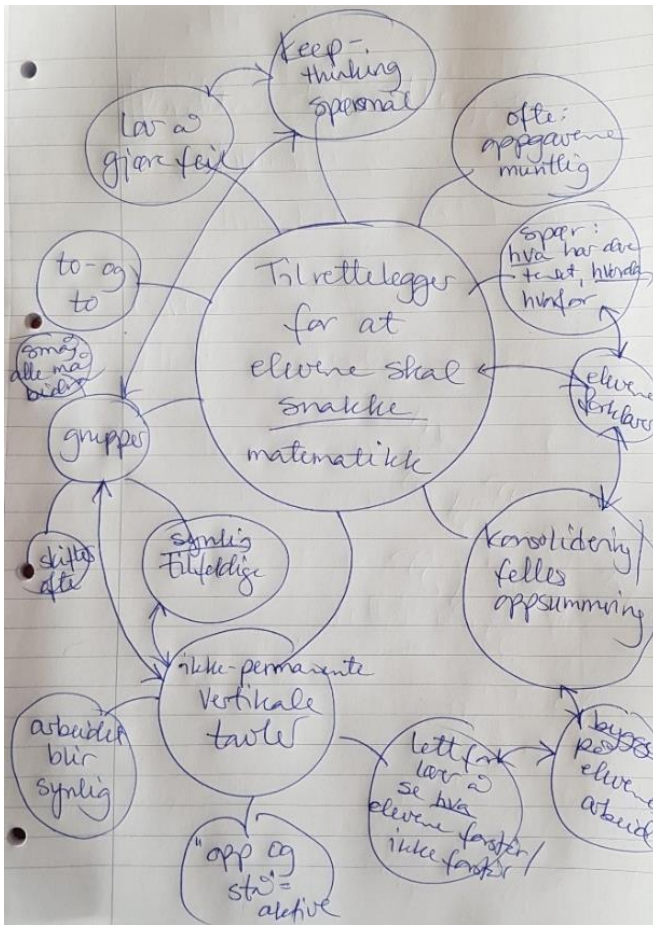 keep-
thinking
spørsmål
lov å
gjøre feil
ofte:
oppgavene
muntlig
spør:
hva har dere
tenkt, hvordan
hvorfor
to- og
to
Tilrettelegger
for at
elevene skal
snakke
matematikk
små,
alle må
bidra
elevene
forklarer
grupper
skiftes
ofte
synlig
tilfeldige
konsolidering/
felles
oppsummering
ikke-permanente
vertikale
tavler
arbeidet
blir
synlig
lett for
lærer å
se hva
elevene forstår/
ikke forstår
bygge
på
elevene
arbeid
"opp og
stå" =
aktive